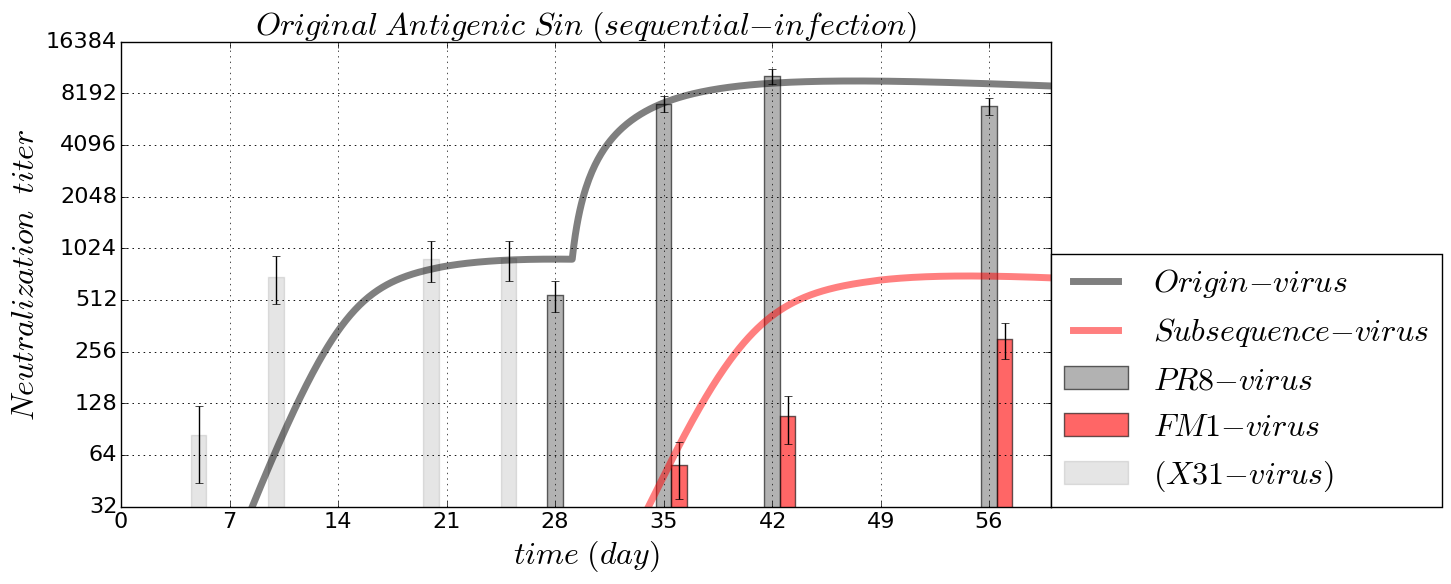 Original Antigenic Sin (sequential−infection)
Neutralization titer
16384
8192
4096
2048
1024
512
256
128
64
32
0 7 14 21 28 35 42 49 56
time (day)
Origin−virus
Subsequence−virus
PR8−virus
FM1−virus
(X31−virus)